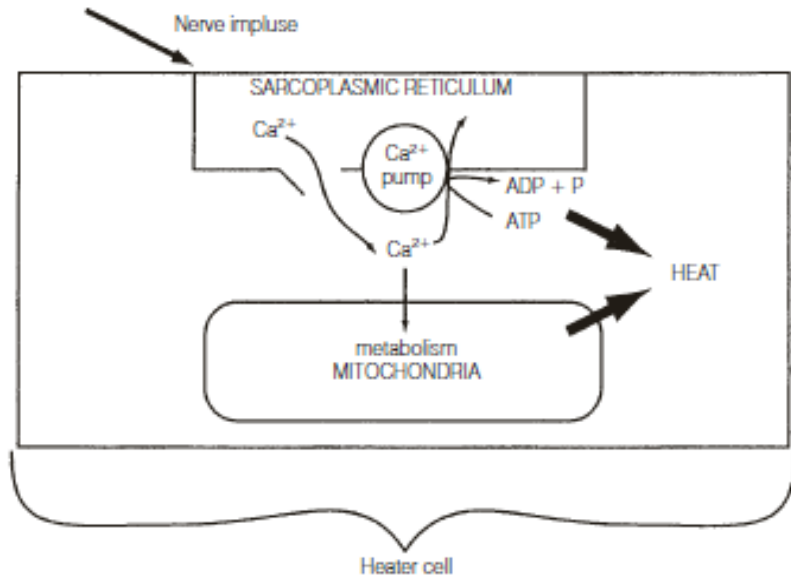 Nerve impluse
SARCOPLASMIC RETICULUM
Ca²⁺
Ca²⁺
pump
ADP + P
ATP
Ca²⁺
HEAT
metabolism
MITOCHONDRIA
Heater cell